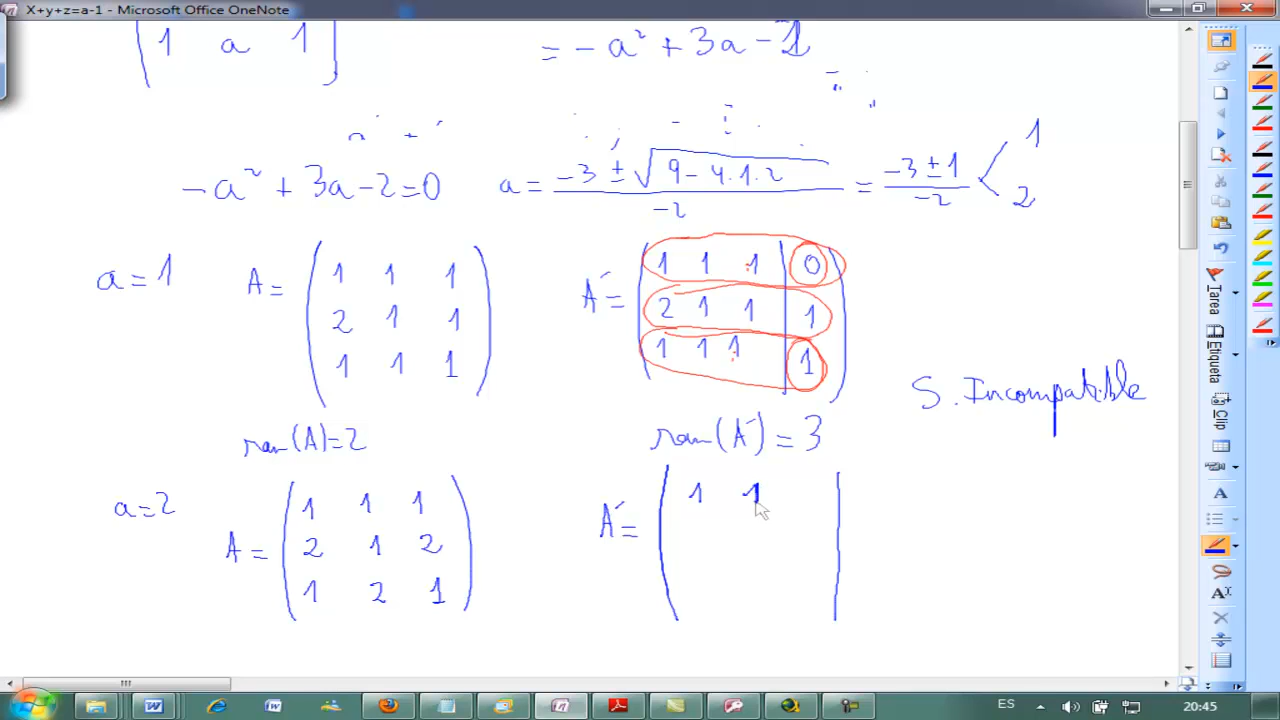 X+y+z=a-1 - Microsoft Office OneNote
1 a 1
= -a² + 3a - 1
-a² + 3a - 2 = 0 a = (-3 ± √(9 - 4·1·2)) / -2 = (-3 ± 1) / -2 < 1 2
a = 1 A = A´=
1 1 1 1 1 1 | 0
2 1 1 2 1 1 | 1
1 1 1 1 1 1 | 1
S. Incompatible
ran(A)=2 ran(A´) = 3
a=2 A = A´=
1 1 1 1 1
2 1 2
1 2 1
Tarea
Etiqueta
Clip
ES 20:45